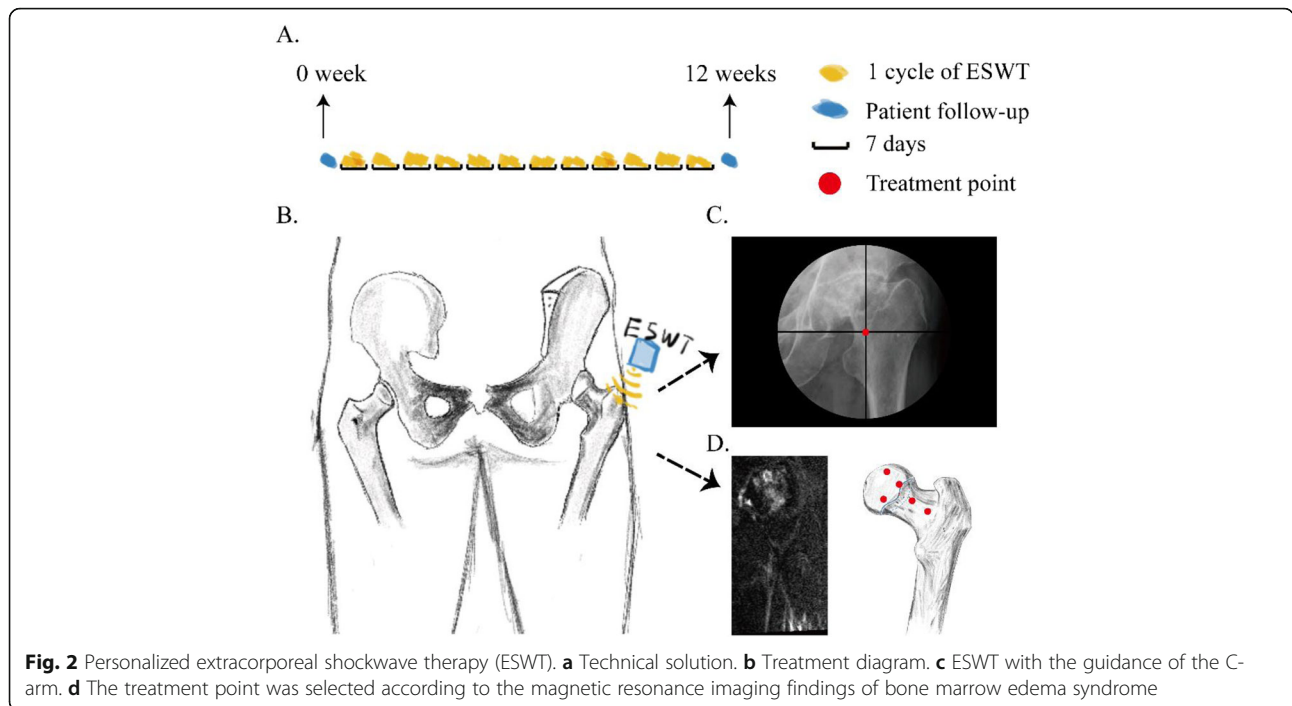 A.
0 week
12 weeks
1 cycle of ESWT
Patient follow-up
7 days
Treatment point
B.
C.
ESWT
D.
Fig. 2 Personalized extracorporeal shockwave therapy (ESWT). a Technical solution. b Treatment diagram. c ESWT with the guidance of the C-
arm. d The treatment point was selected according to the magnetic resonance imaging findings of bone marrow edema syndrome